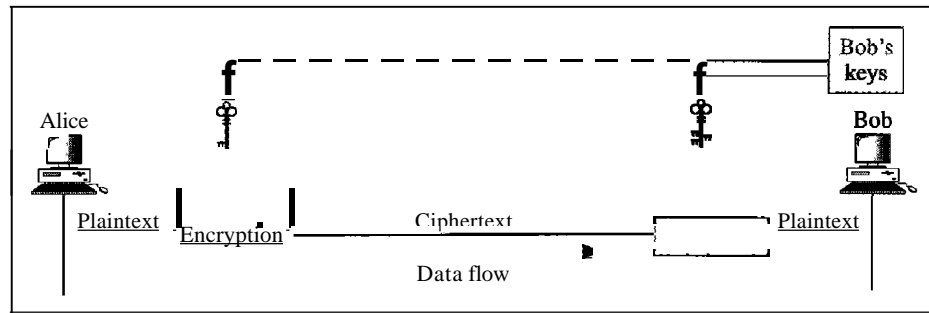 Bob's
keys
Alice
Bob
Plaintext
Encryption
Ciphertext
Plaintext
Data flow